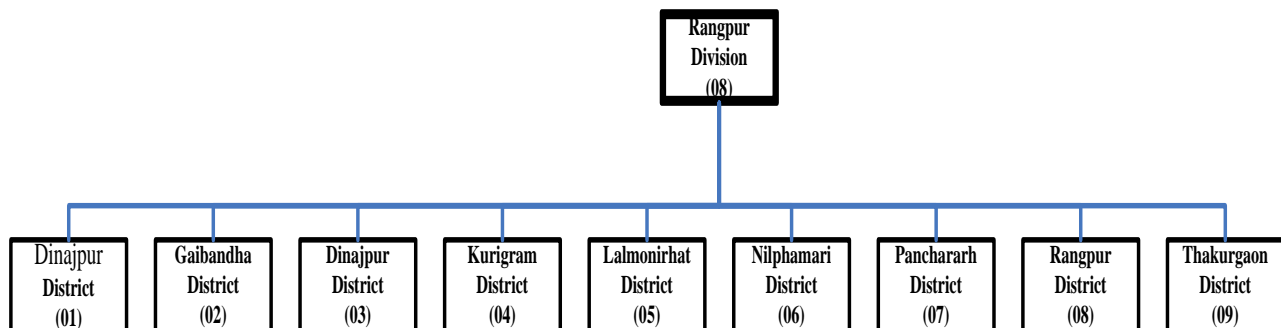 Rangpur
Division
(08)
Dinajpur
District
(01)
Gaibandha
District
(02)
Dinajpur
District
(03)
Kurigram
District
(04)
Lalmonirhat
District
(05)
Nilphamari
District
(06)
Panchararh
District
(07)
Rangpur
District
(08)
Thakurgaon
District
(09)